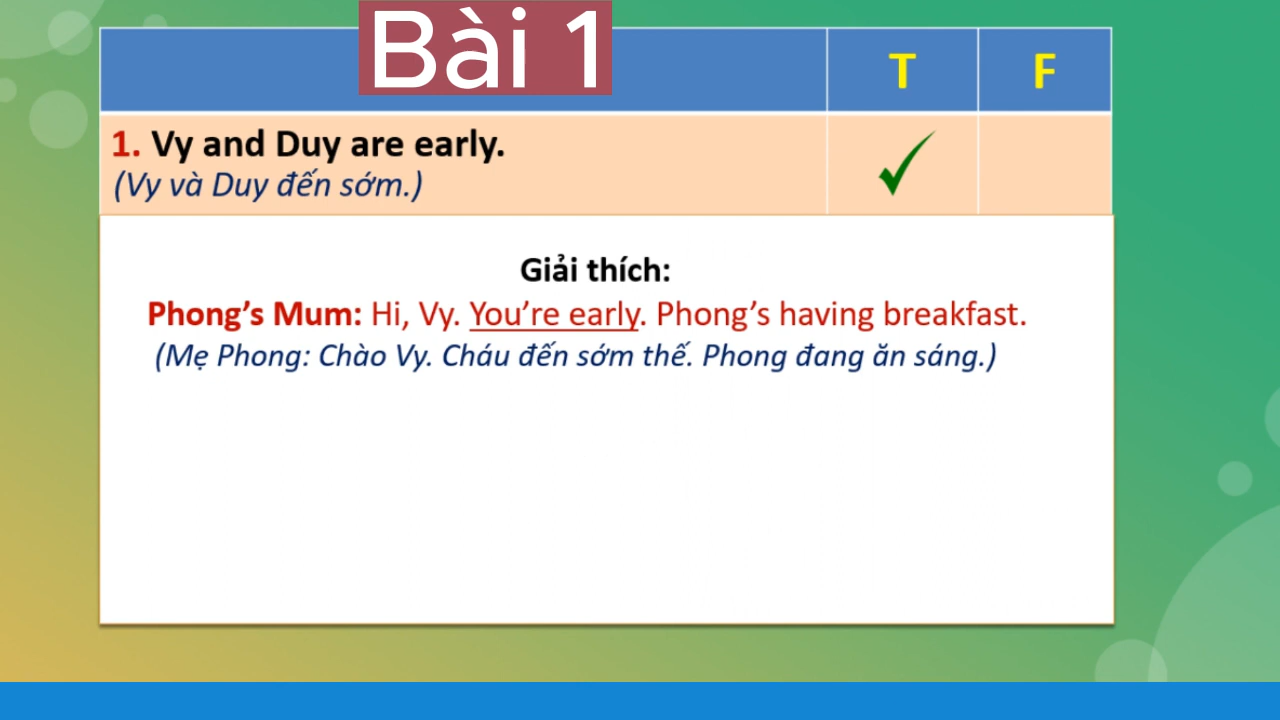 Bài 1
T F
1. Vy and Duy are early.
(Vy và Duy đến sớm.)
Giải thích:
Phong's Mum: Hi, Vy. You're early. Phong's having breakfast.
(Mẹ Phong: Chào Vy. Cháu đến sớm thế. Phong đang ăn sáng.)